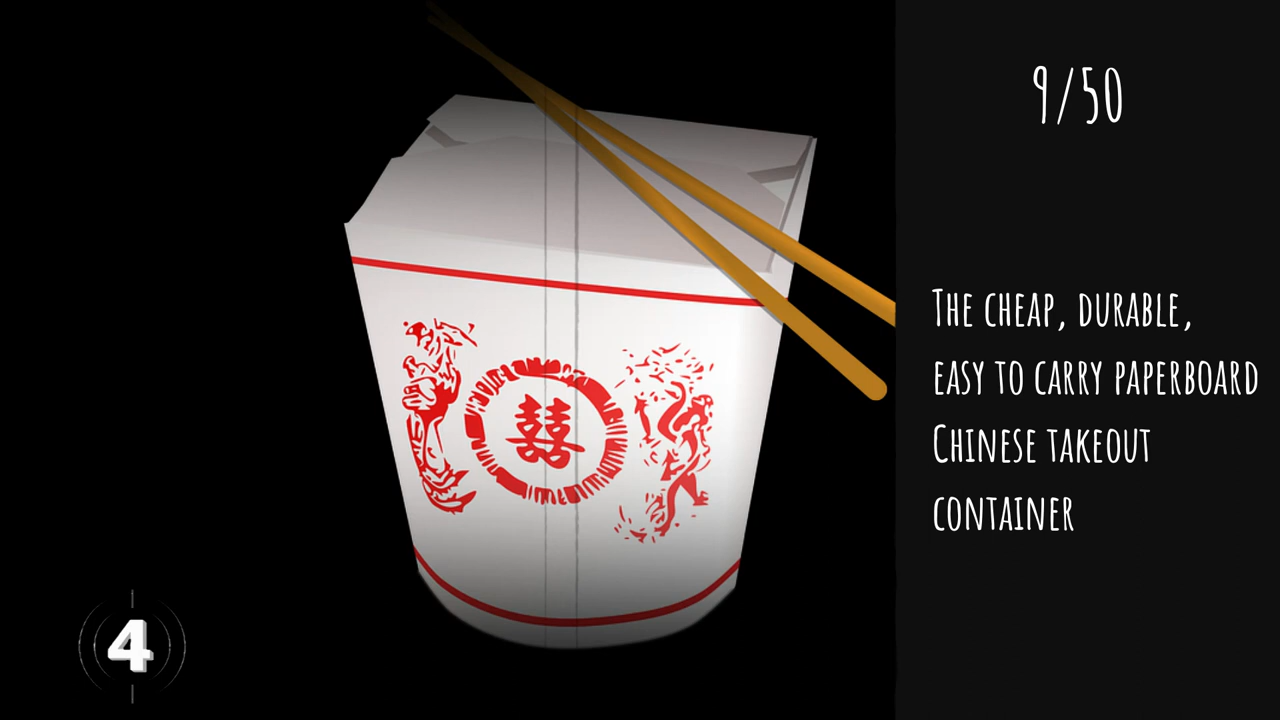 9/50
The cheap, durable,
easy to carry paperboard
Chinese takeout
container
囍
4